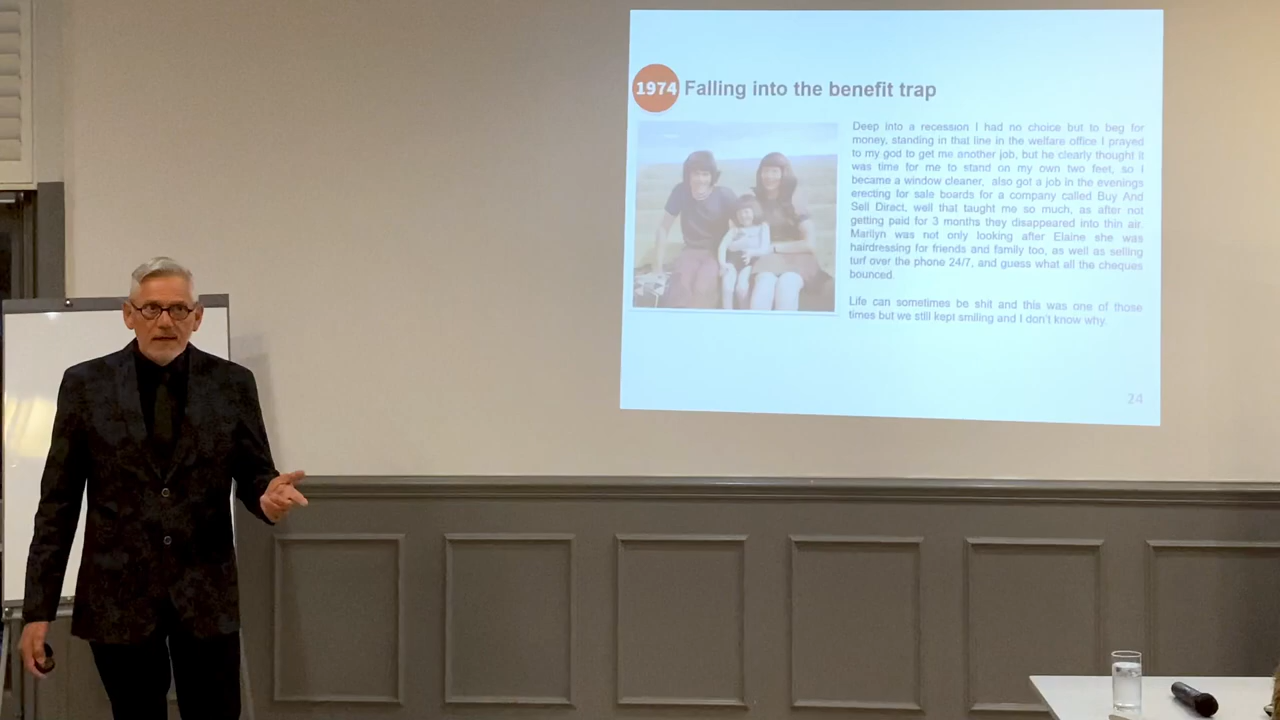 1974 Falling into the benefit trap
Deep into a recession I had no choice but to beg for
money, standing in that line in the welfare office I prayed
to my god to get me another job, but he clearly thought it
was time for me to stand on my own two feet, so I
became a window cleaner, also got a job in the evenings
erecting for sale boards for a company called Buy And
Sell Direct, well that taught me so much, as after not
getting paid for 3 months they disappeared into thin air.
Marilyn was not only looking after Elaine she was
hairdressing for friends and family too, as well as selling
turf over the phone 24/7, and guess what all the cheques
bounced.
Life can sometimes be shit and this was one of those
times but we still kept smiling and I don't know why.
24